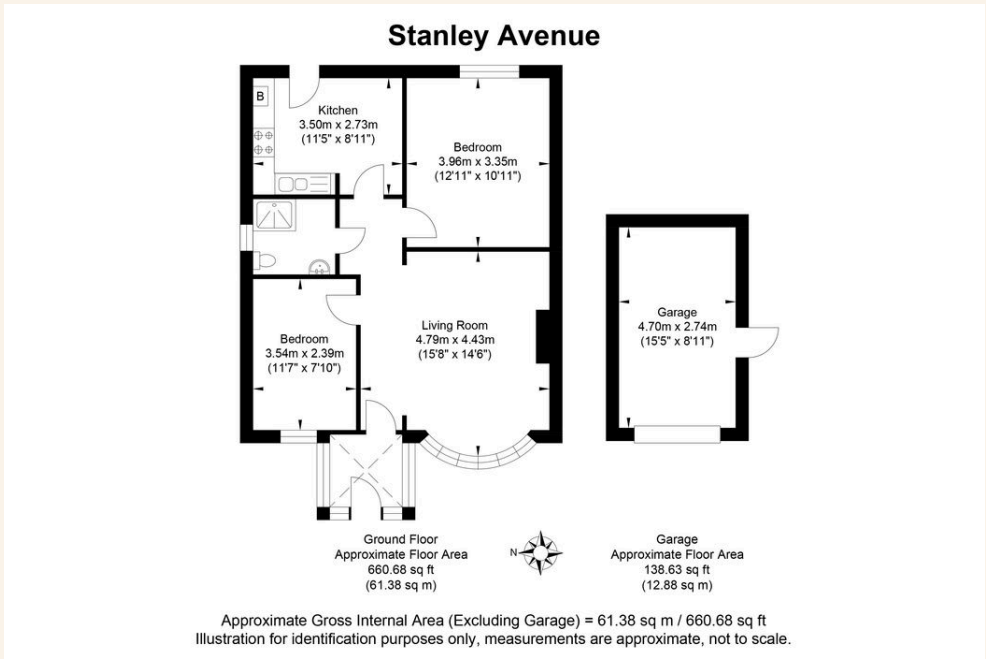 Stanley Avenue
B
Kitchen
3.50m x 2.73m
(11'5" x 8'11")
Bedroom
3.96m x 3.35m
(12'11" x 10'11")
Bedroom
3.54m x 2.39m
(11'7" x 7'10")
Living Room
4.79m x 4.43m
(15'8" x 14'6")
Garage
4.70m x 2.74m
(15'5" x 8'11")
Ground Floor
Approximate Floor Area
660.68 sq ft
(61.38 sq m)
N
Garage
Approximate Floor Area
138.63 sq ft
(12.88 sq m)
Approximate Gross Internal Area (Excluding Garage) = 61.38 sq m / 660.68 sq ft
Illustration for identification purposes only, measurements are approximate, not to scale.